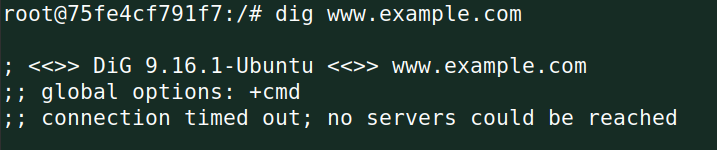 root@75fe4cf791f7:/# dig www.example.com
; <<>> DiG 9.16.1-Ubuntu <<>> www.example.com
;; global options: +cmd
;; connection timed out; no servers could be reached